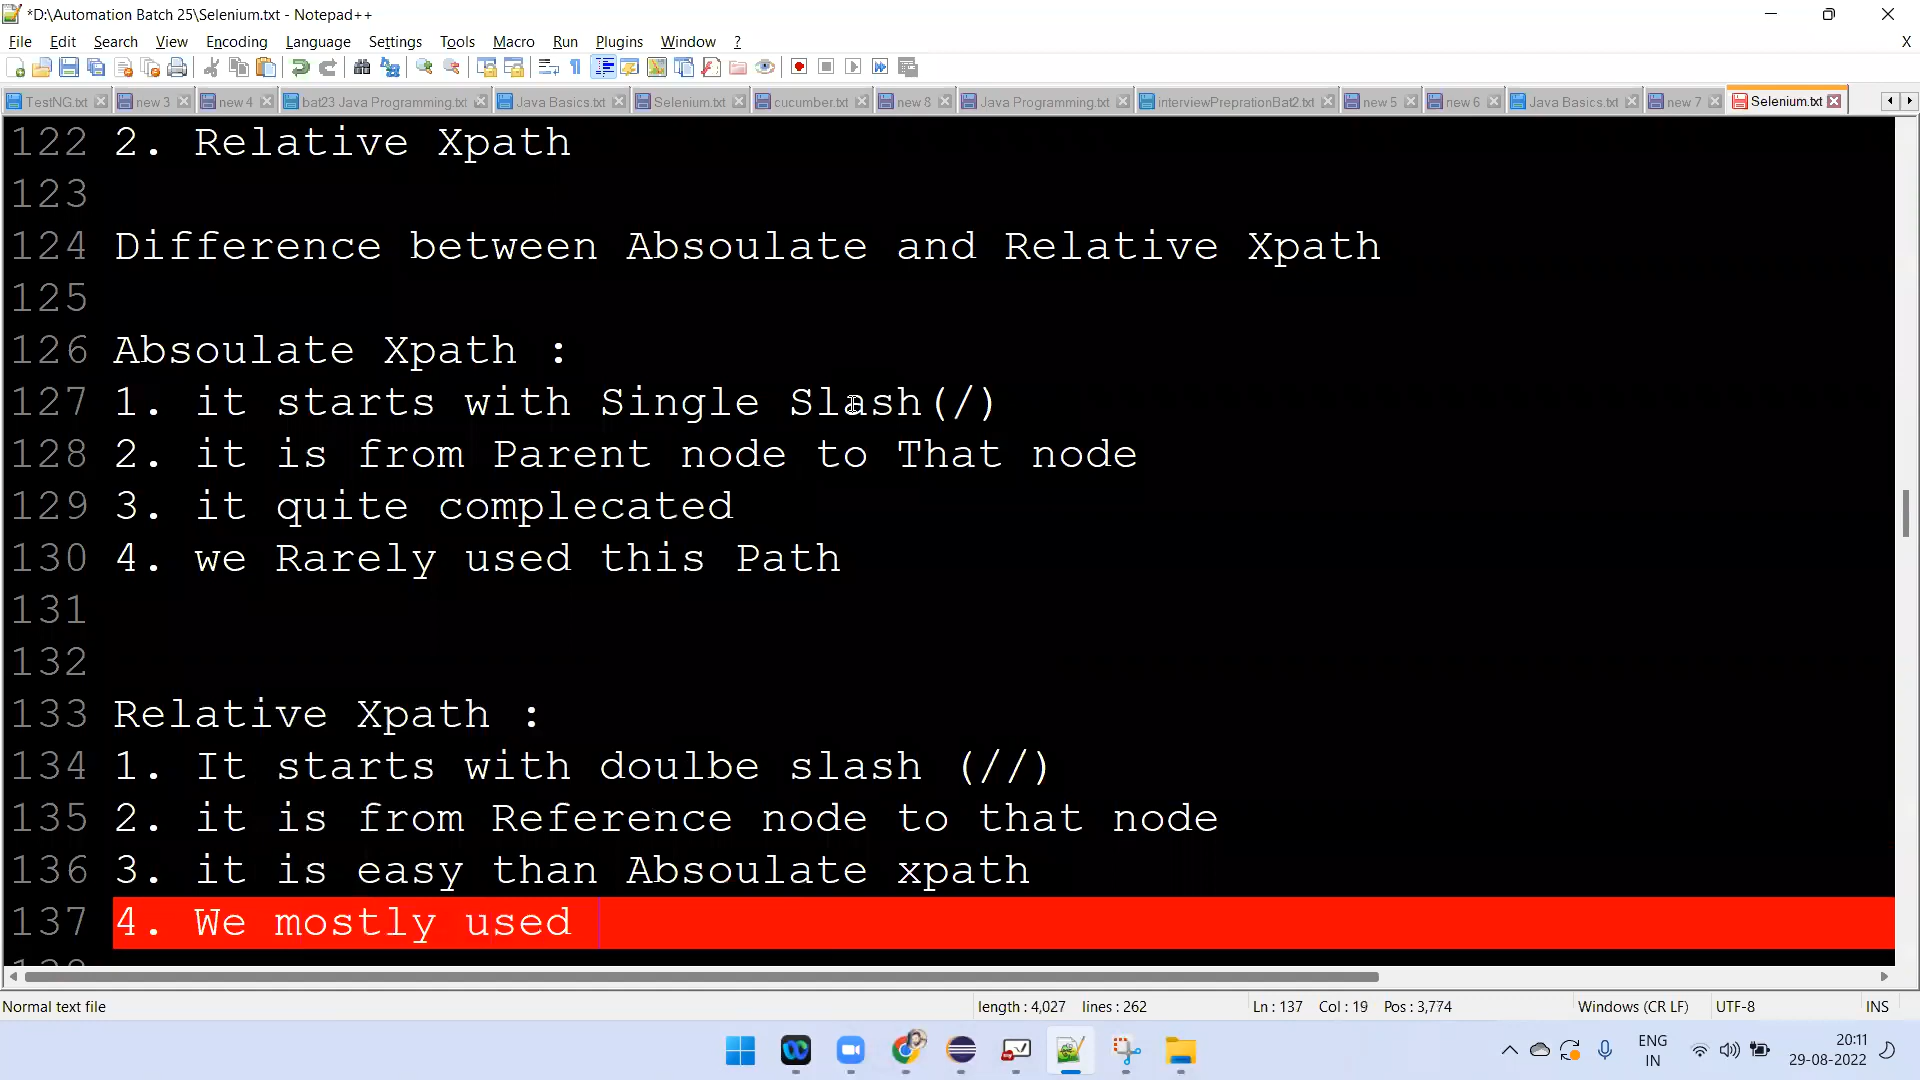 *D:\Automation Batch 25\Selenium.txt - Notepad++
File Edit Search View Encoding Language Settings Tools Macro Run Plugins Window ? X
TestNG.txt new 3 new 4 bat23 Java Programming.txt Java Basics.txt Selenium.txt cucumber.txt new 8 Java Programming.txt interviewPreprationBat2.txt new 5 new 6 Java Basics.txt new 7 Selenium.txt
122 2. Relative Xpath
123
124 Difference between Absoulate and Relative Xpath
125
126 Absoulate Xpath :
127 1. it starts with Single Slash(/)
128 2. it is from Parent node to That node
129 3. it quite complecated
130 4. we Rarely used this Path
131
132
133 Relative Xpath :
134 1. It starts with doulbe slash (//)
135 2. it is from Reference node to that node
136 3. it is easy than Absoulate xpath
137 4. We mostly used
Normal text file length : 4,027 lines : 262 Ln : 137 Col : 19 Pos : 3,774 Windows (CR LF) UTF-8 INS
ENG 20:11
IN 29-08-2022